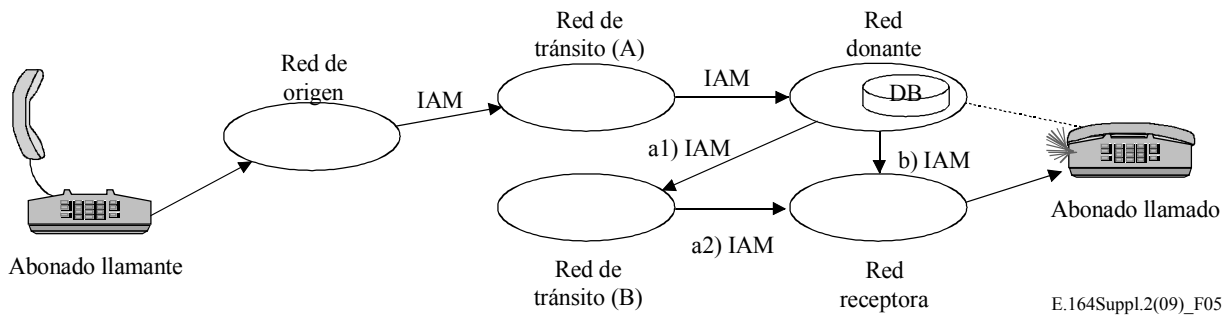 Red de
tránsito (A)
Red
donante
Red de
origen
IAM
IAM
DB
a1) IAM
b) IAM
Abonado llamado
a2) IAM
Abonado llamante
Red de
tránsito (B)
Red
receptora
E.164Suppl.2(09)_F05